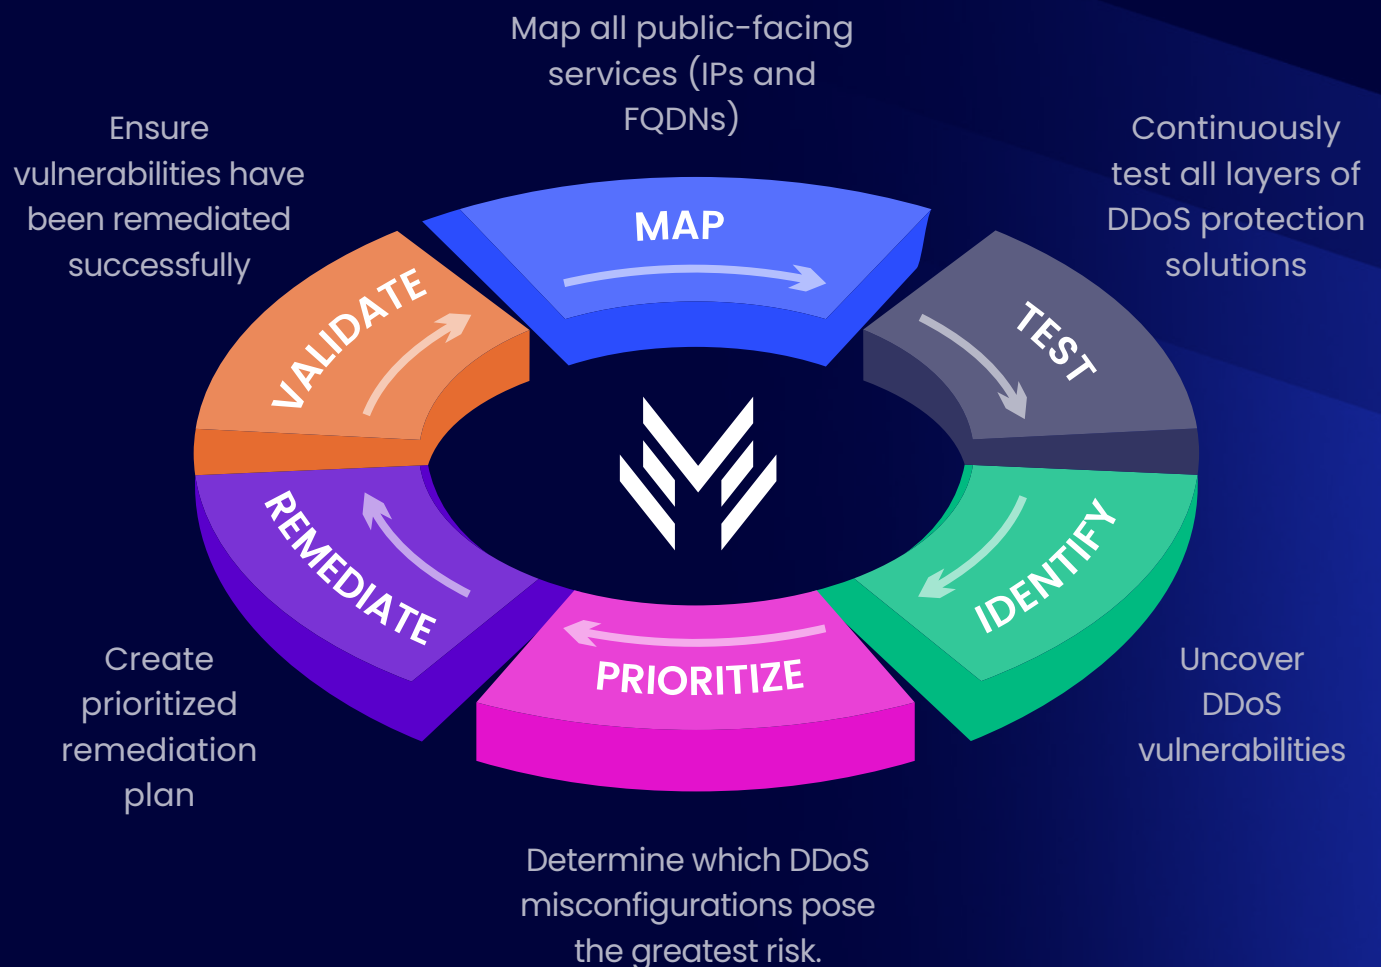 Map all public-facing
services (IPs and
FQDNs)
MAP
Continuously
test all layers of
DDoS protection
solutions
TEST
IDENTIFY
Uncover
DDoS
vulnerabilities
PRIORITIZE
Determine which DDoS
misconfigurations pose
the greatest risk.
REMEDIATE
Create
prioritized
remediation
plan
VALIDATE
Ensure
vulnerabilities have
been remediated
successfully